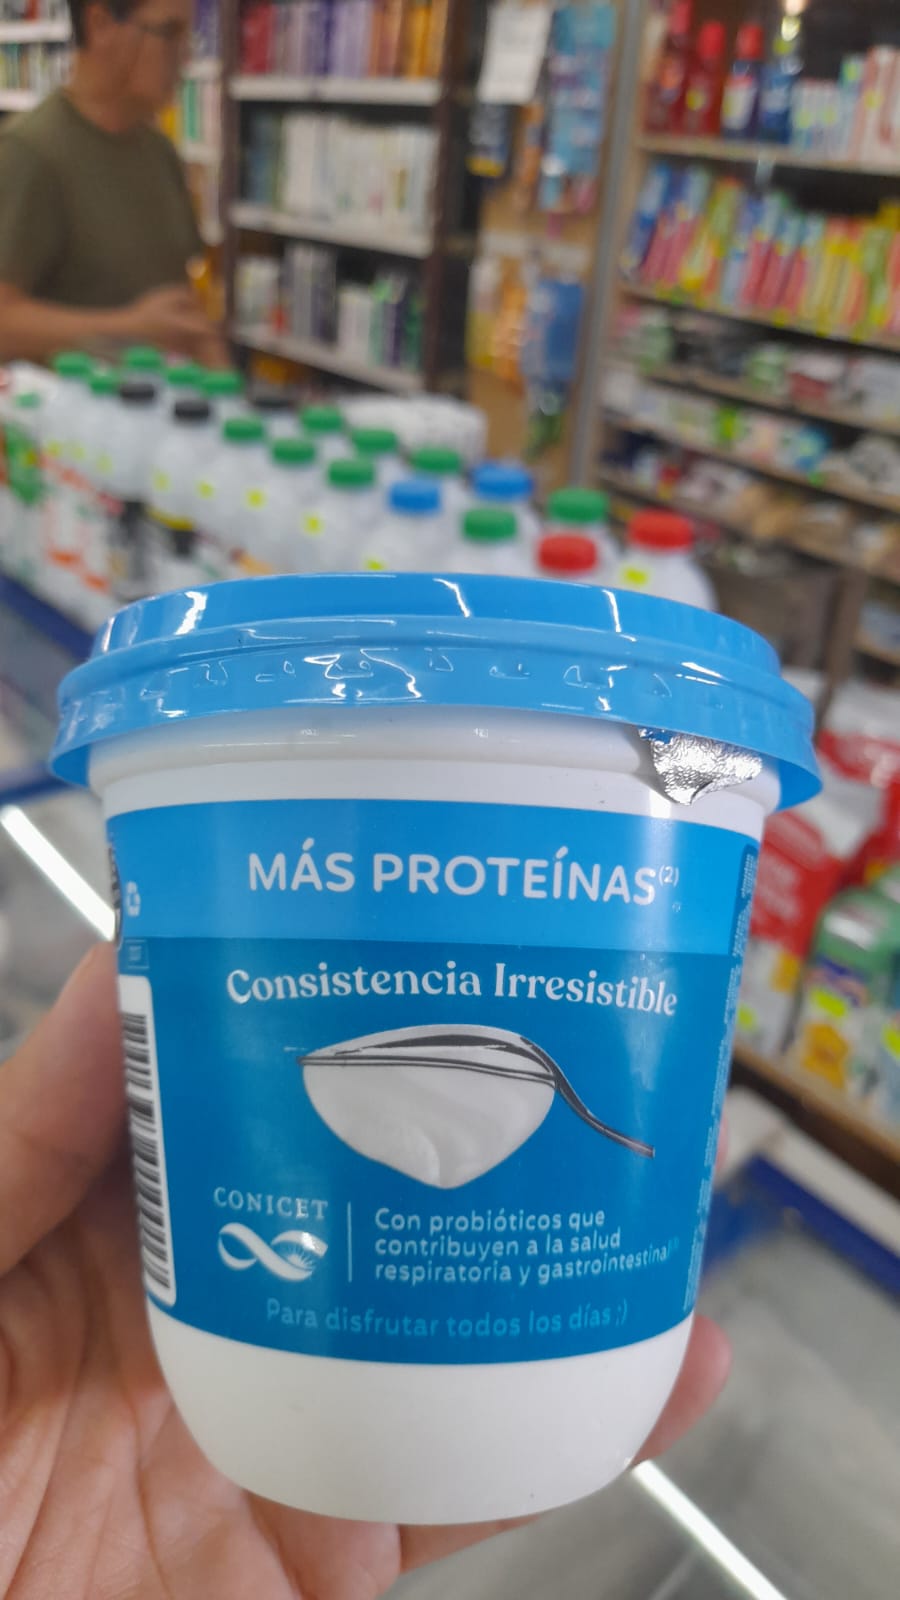 MÁS PROTEÍNAS(2)
Consistencia Irresistible
CONICET
Con probióticos que
contribuyen a la salud
respiratoria y gastrointestinal
Para disfrutar todos los días ;)